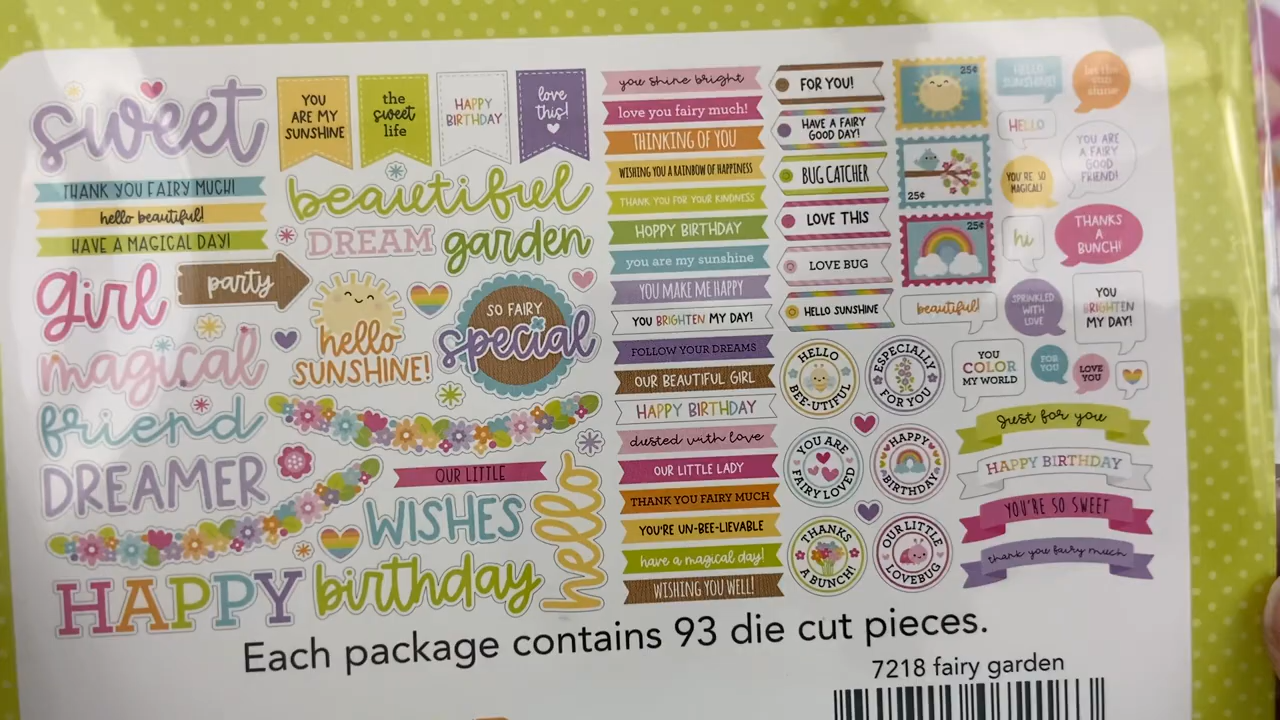 sweet
THANK YOU FAIRY MUCH!
hello beautiful!
HAVE A MAGICAL DAY!
girl
party
magical
friend
DREAMER
HAPPY
birthday
YOU
ARE MY
SUNSHINE
the
sweet
life
HAPPY
BIRTHDAY
love
this!
beautiful
DREAM
garden
hello
SUNSHINE!
SO FAIRY
special
OUR LITTLE
WISHES
hello
you shine bright
love you fairy much!
THINKING OF YOU
WISHING YOU A RAINBOW OF HAPPINESS
THANK YOU FOR YOUR KINDNESS
HOPPY BIRTHDAY
you are my sunshine
YOU MAKE ME HAPPY
YOU BRIGHTEN MY DAY!
FOLLOW YOUR DREAMS
OUR BEAUTIFUL GIRL
HAPPY BIRTHDAY
dusted with love
OUR LITTLE LADY
THANK YOU FAIRY MUCH
YOU'RE UN-BEE-LIEVABLE
have a magical day!
WISHING YOU WELL!
FOR YOU!
HAVE A FAIRY
GOOD DAY!
BUG CATCHER
LOVE THIS
LOVE BUG
HELLO SUNSHINE
HELLO
BEE-UTIFUL
ESPECIALLY
FOR YOU
YOU ARE
FAIRY LOVED
HAPPY
BIRTHDAY
THANKS
A BUNCH!
OUR LITTLE
LOVEBUG
25¢
25¢
25¢
HELLO
SUNSHINE!
shine
HELLO
YOU ARE
A FAIRY
GOOD
FRIEND!
YOU'RE SO
MAGICAL!
hi
THANKS
A
BUNCH!
beautiful!
SPRINKLED
WITH
LOVE
YOU
BRIGHTEN
MY DAY!
YOU
COLOR
MY WORLD
FOR
YOU
LOVE
YOU
Just for you
HAPPY BIRTHDAY
YOU'RE SO SWEET
thank you fairy much
Each package contains 93 die cut pieces.
7218 fairy garden